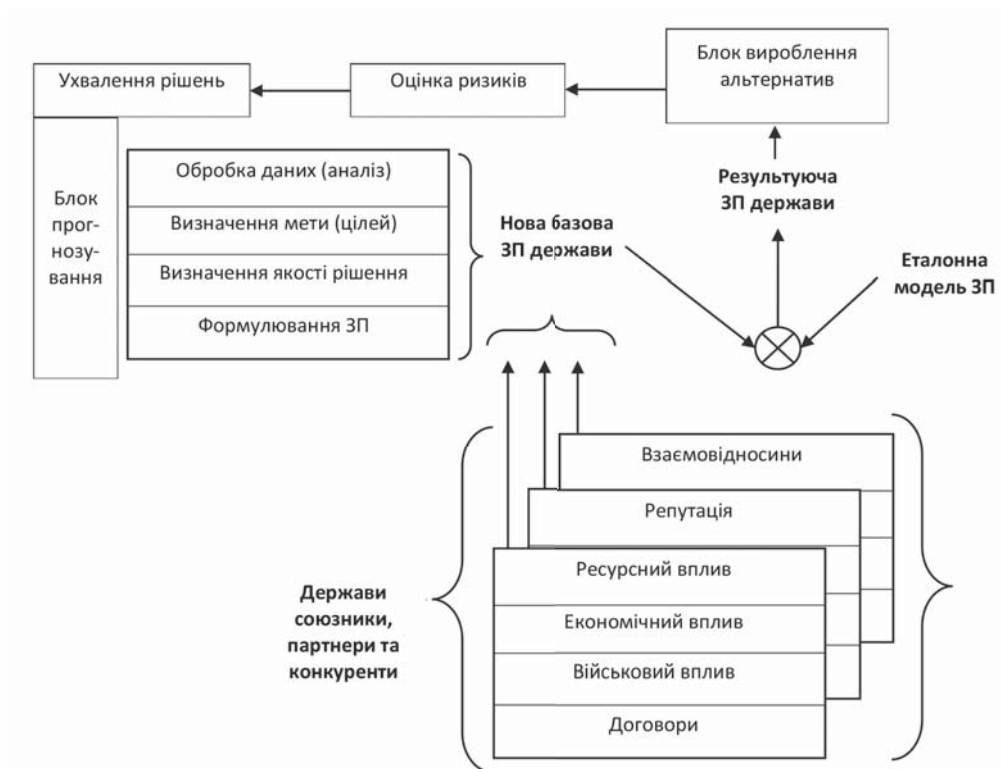 Блок вироблення
альтернатив
Ухвалення рішень
Оцінка ризиків
Блок
прог-
нозу-
вання
Обробка даних (аналіз)
Визначення мети (цілей)
Визначення якості рішення
Формулювання ЗП
Нова базова
ЗП держави
Результуюча
ЗП держави
Еталонна
модель ЗП
Взаємовідносини
Репутація
Ресурсний вплив
Економічний вплив
Військовий вплив
Договори
Держави
союзники,
партнери та
конкуренти